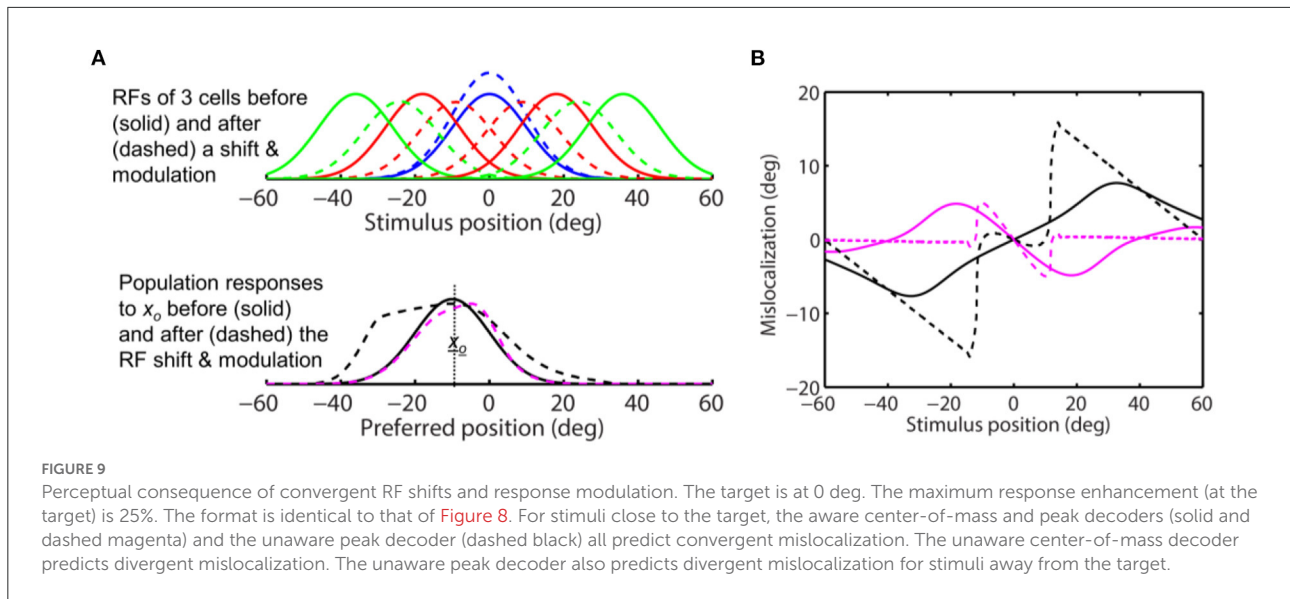 A
RFs of 3 cells before
(solid) and after
(dashed) a shift &
modulation
−60 −40 −20 0 20 40 60
Stimulus position (deg)
Population responses
to xo before (solid)
and after (dashed) the
RF shift & modulation
xo
−60 −40 −20 0 20 40 60
Preferred position (deg)
B
20
10
0
−10
−20
Mislocalization (deg)
−60 −40 −20 0 20 40 60
Stimulus position (deg)
FIGURE 9
Perceptual consequence of convergent RF shifts and response modulation. The target is at 0 deg. The maximum response enhancement (at the
target) is 25%. The format is identical to that of Figure 8. For stimuli close to the target, the aware center-of-mass and peak decoders (solid and
dashed magenta) and the unaware peak decoder (dashed black) all predict convergent mislocalization. The unaware center-of-mass decoder
predicts divergent mislocalization. The unaware peak decoder also predicts divergent mislocalization for stimuli away from the target.